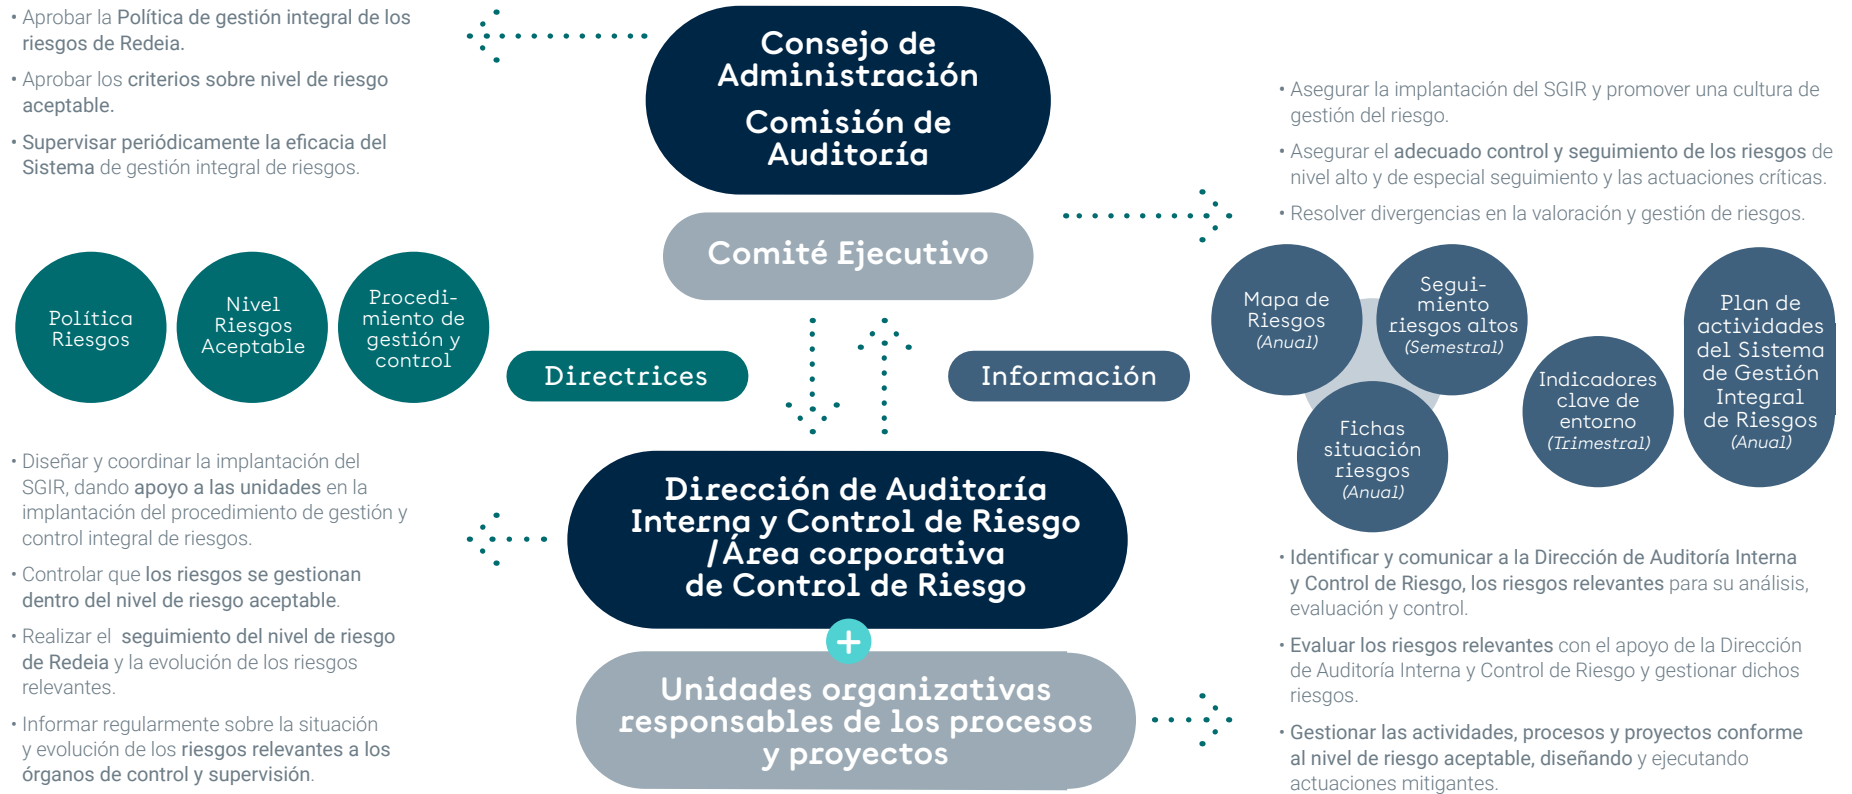 • Aprobar la Política de gestión integral de los
riesgos de Redeia.
• Aprobar los criterios sobre nivel de riesgo
aceptable.
• Supervisar periódicamente la eficacia del
Sistema de gestión integral de riesgos.
Consejo de
Administración
Comisión de
Auditoría
Comité Ejecutivo
• Asegurar la implantación del SGIR y promover una cultura de
gestión del riesgo.
• Asegurar el adecuado control y seguimiento de los riesgos de
nivel alto y de especial seguimiento y las actuaciones críticas.
• Resolver divergencias en la valoración y gestión de riesgos.
Política
Riesgos
Nivel
Riesgos
Aceptable
Procedi-
miento de
gestión y
control
Directrices
Información
Mapa de
Riesgos
(Anual)
Segui-
miento
riesgos altos
(Semestral)
Fichas
situación
riesgos
(Anual)
Indicadores
clave de
entorno
(Trimestral)
Plan de
actividades
del Sistema
de Gestión
Integral
de Riesgos
(Anual)
• Diseñar y coordinar la implantación del
SGIR, dando apoyo a las unidades en la
implantación del procedimiento de gestión y
control integral de riesgos.
• Controlar que los riesgos se gestionan
dentro del nivel de riesgo aceptable.
• Realizar el seguimiento del nivel de riesgo
de Redeia y la evolución de los riesgos
relevantes.
• Informar regularmente sobre la situación
y evolución de los riesgos relevantes a los
órganos de control y supervisión.
Dirección de Auditoría
Interna y Control de Riesgo
/Área corporativa
de Control de Riesgo
+
Unidades organizativas
responsables de los procesos
y proyectos
• Identificar y comunicar a la Dirección de Auditoría Interna
y Control de Riesgo, los riesgos relevantes para su análisis,
evaluación y control.
• Evaluar los riesgos relevantes con el apoyo de la Dirección
de Auditoría Interna y Control de Riesgo y gestionar dichos
riesgos.
• Gestionar las actividades, procesos y proyectos conforme
al nivel de riesgo aceptable, diseñando y ejecutando
actuaciones mitigantes.